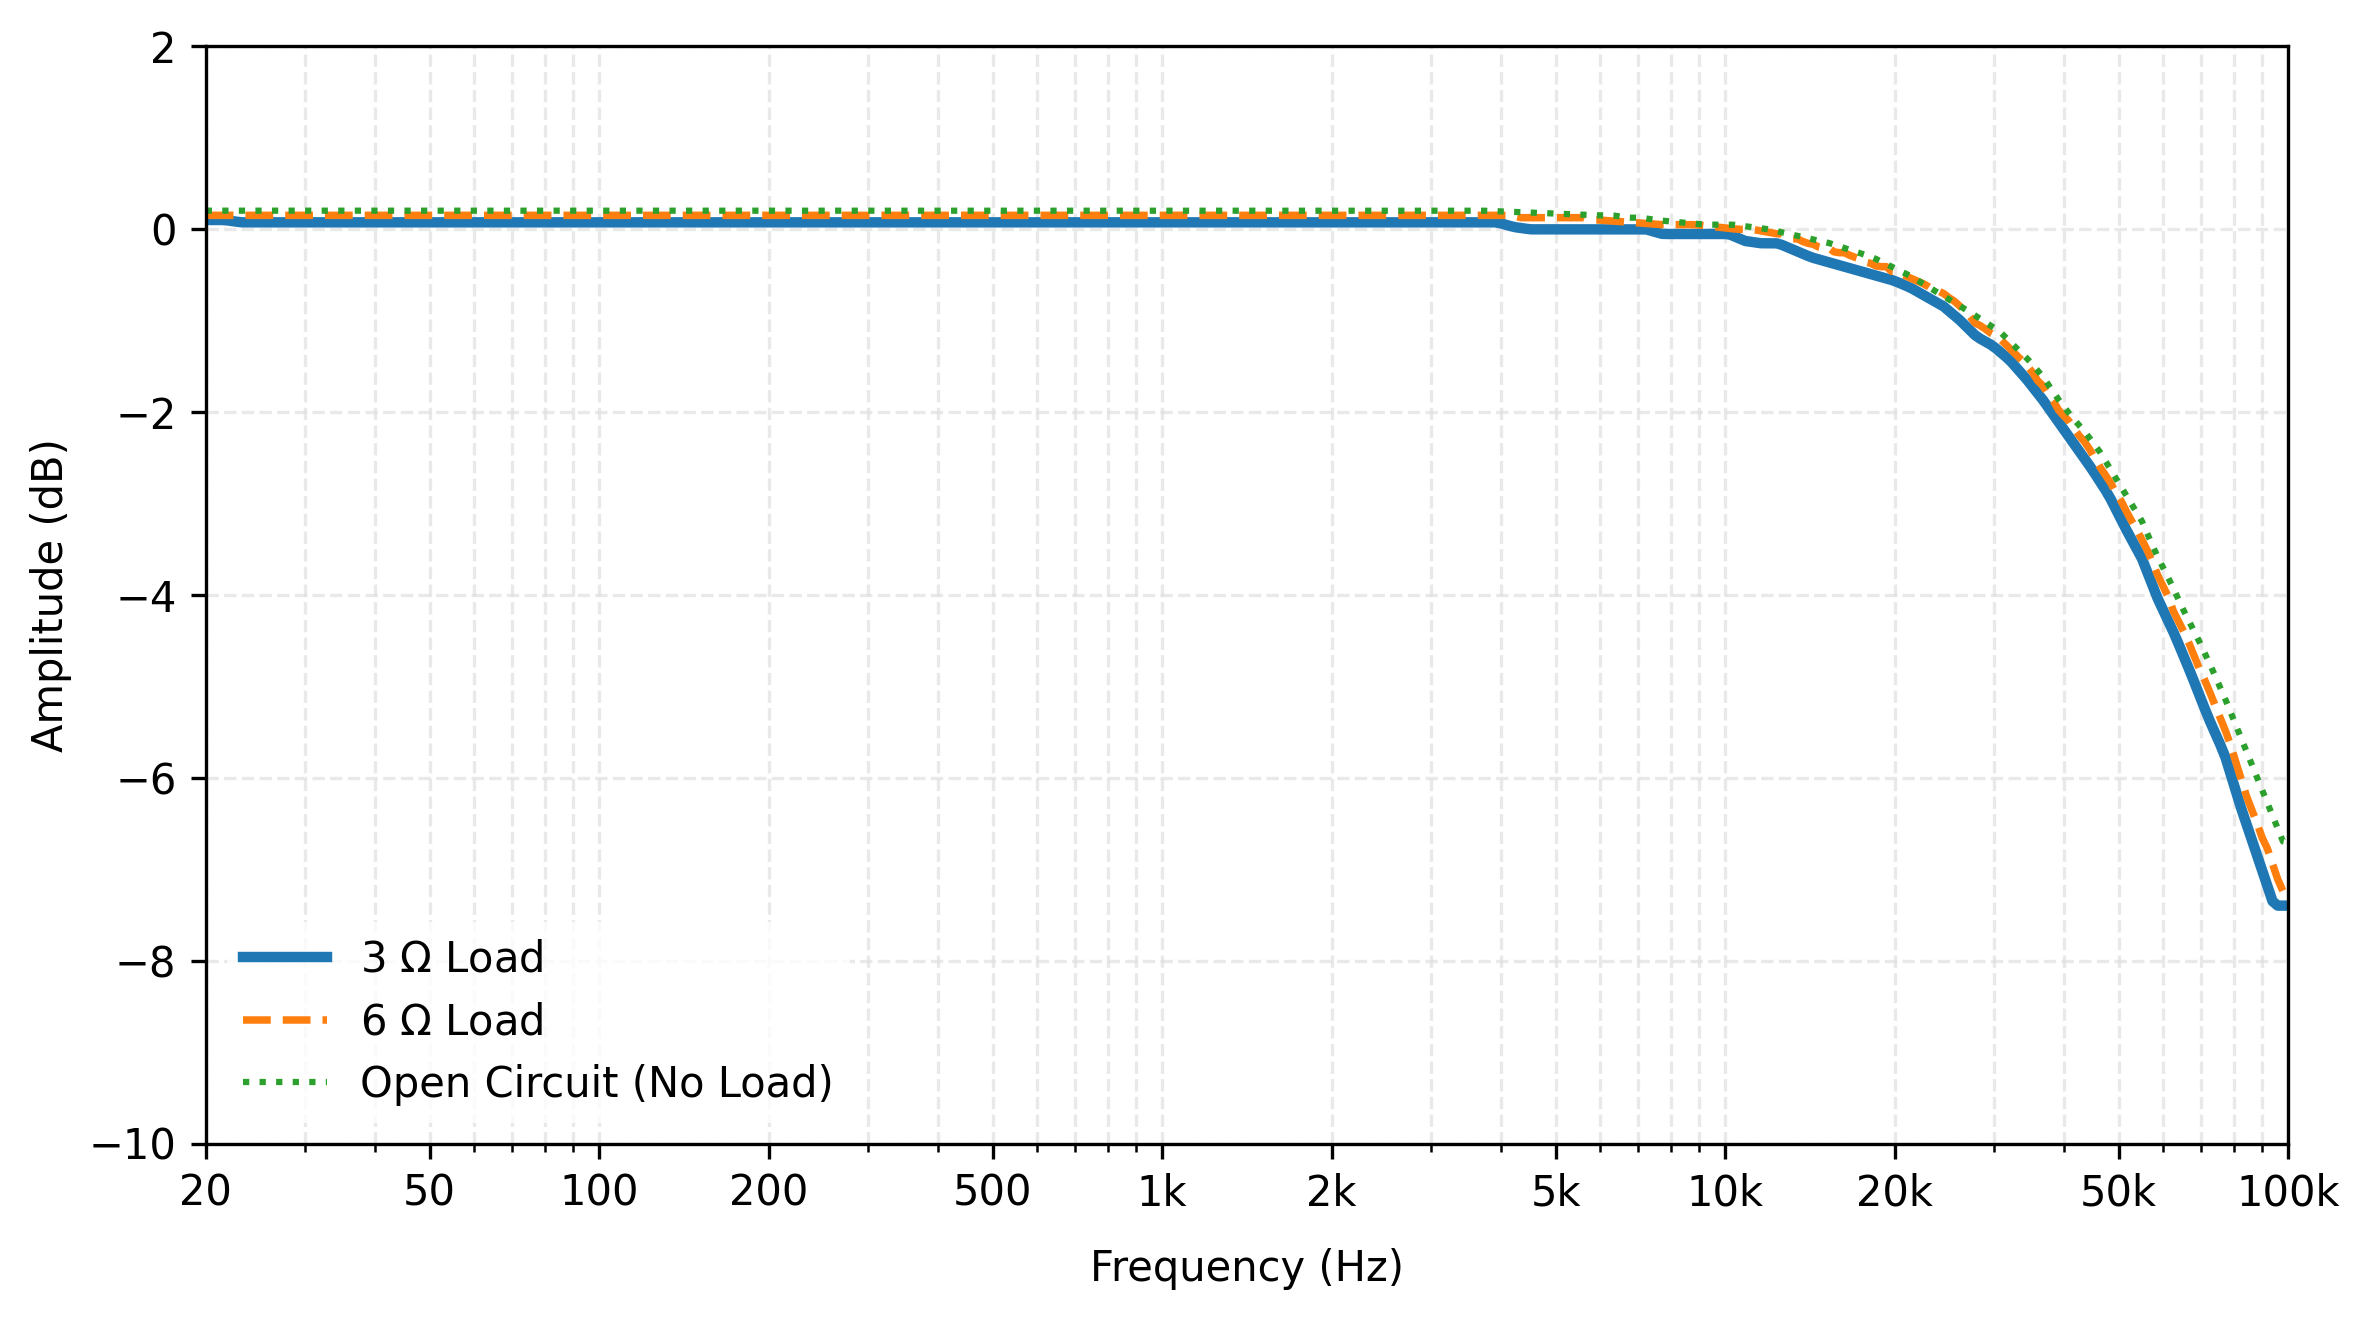 2
0
−2
−4
−6
−8
−10
Amplitude (dB)
3 Ω Load
6 Ω Load
Open Circuit (No Load)
20 50 100 200 500 1k 2k 5k 10k 20k 50k 100k
Frequency (Hz)